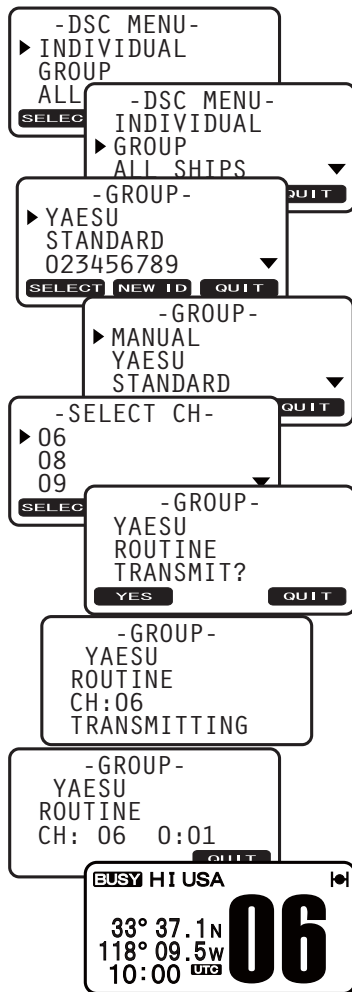 -DSC MENU-
▶INDIVIDUAL
GROUP
ALL
SELEC
-DSC MENU-
INDIVIDUAL
▶GROUP
ALL SHIPS ▼
QUIT
-GROUP-
▶YAESU
STANDARD
023456789 ▼
SELECT NEW ID QUIT
-GROUP-
▶MANUAL
YAESU
STANDARD ▼
QUIT
-SELECT CH-
▶06
08
09 ▼
SELEC
-GROUP-
YAESU
ROUTINE
TRANSMIT?
YES QUIT
-GROUP-
YAESU
ROUTINE
CH:06
TRANSMITTING
-GROUP-
YAESU
ROUTINE
CH: 06 0:01
QUIT
BUSY HI USA
33° 37.1N
118° 09.5W
10:00 UTC
06